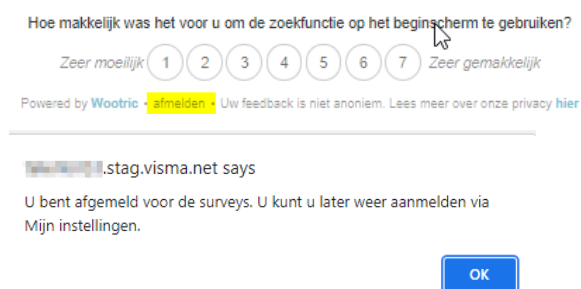 Hoe makkelijk was het voor u om de zoekfunctie op het beginscherm te gebruiken?
Zeer moeilijk 1 2 3 4 5 6 7 Zeer gemakkelijk
Powered by Wootric • afmelden • Uw feedback is niet anoniem. Lees meer over onze privacy hier
.stag.visma.net says
U bent afgemeld voor de surveys. U kunt u later weer aanmelden via
Mijn instellingen.
OK